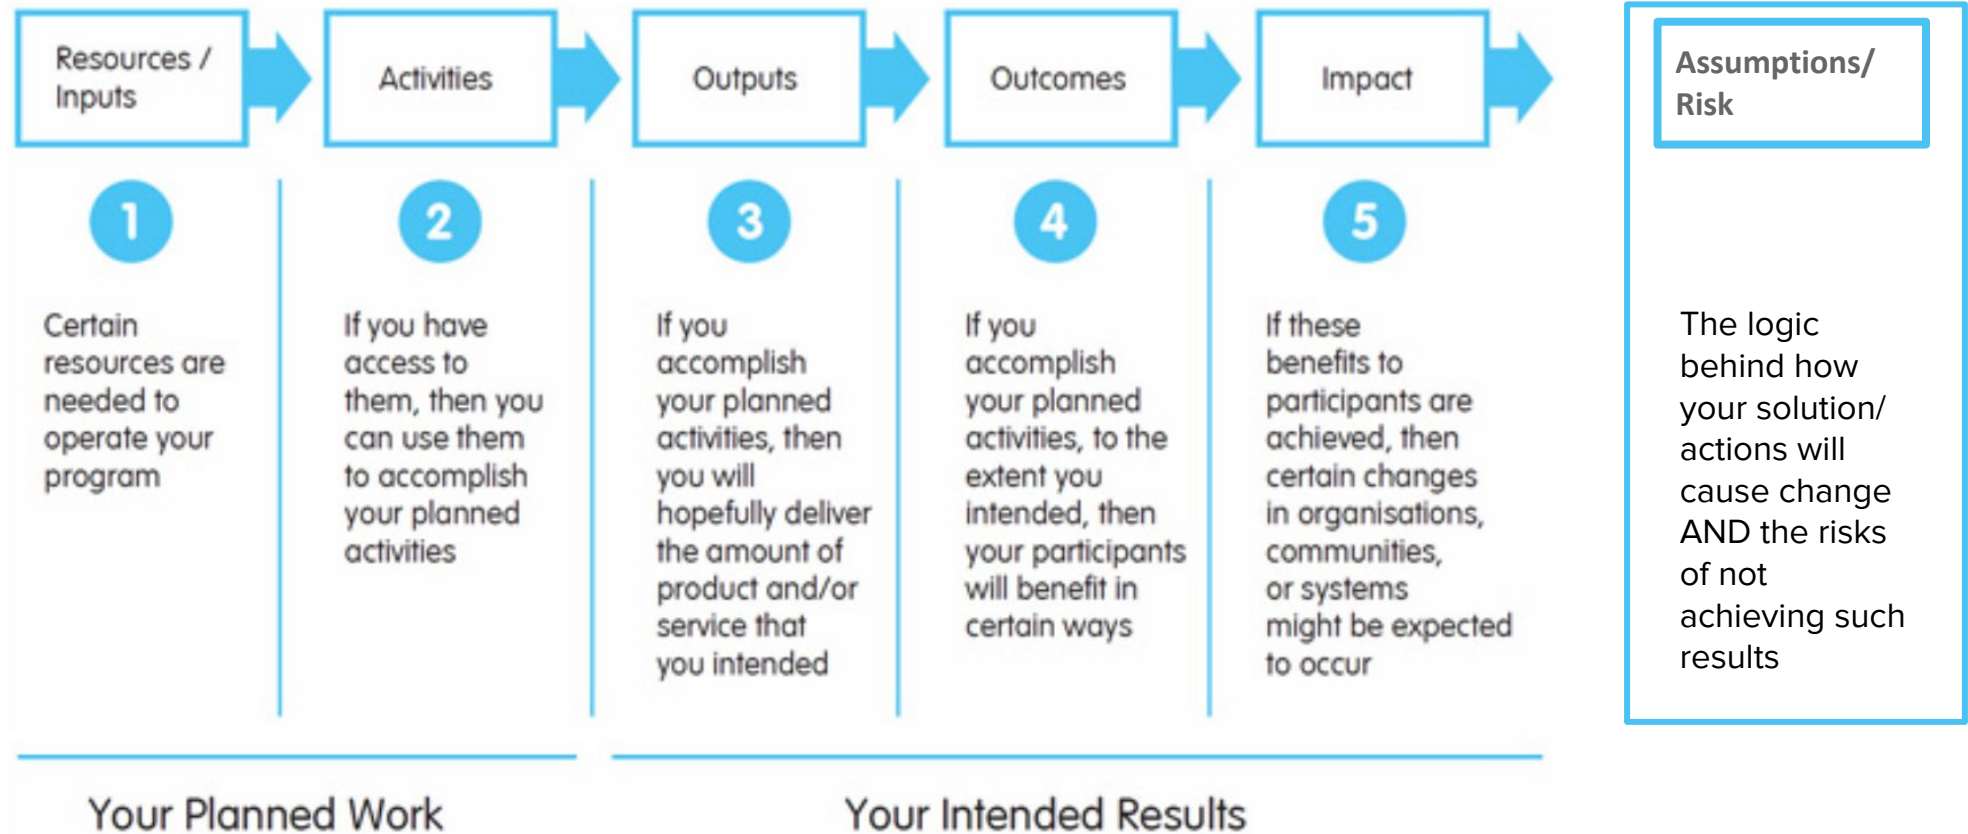 Resources /
Inputs
Activities
Outputs
Outcomes
Impact
Assumptions/
Risk
1
Certain
resources are
needed to
operate your
program
2
If you have
access to
them, then you
can use them
to accomplish
your planned
activities
3
If you
accomplish
your planned
activities, then
you will
hopefully deliver
the amount of
product and/or
service that
you intended
4
If you
accomplish
your planned
activities, to the
extent you
intended, then
your participants
will benefit in
certain ways
5
If these
benefits to
participants are
achieved, then
certain changes
in organisations,
communities,
or systems
might be expected
to occur
The logic
behind how
your solution/
actions will
cause change
AND the risks
of not
achieving such
results
Your Planned Work
Your Intended Results